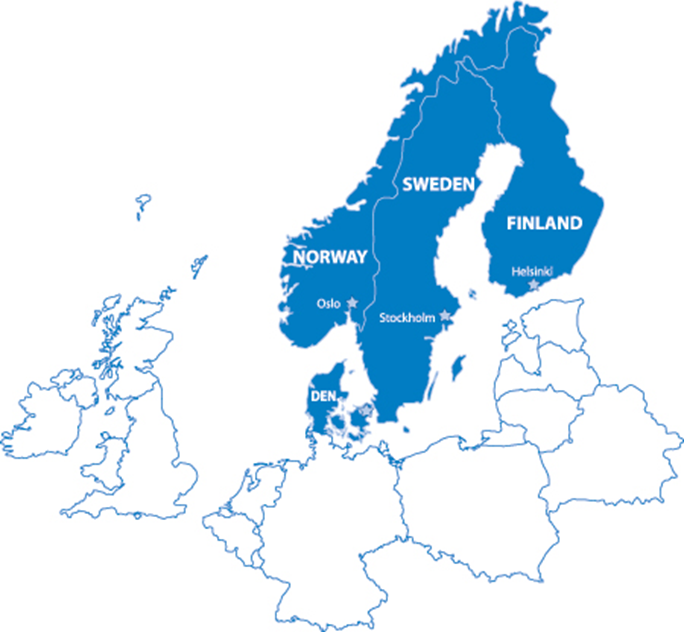 SWEDEN
FINLAND
NORWAY
Helsinki
Oslo
Stockholm
DEN